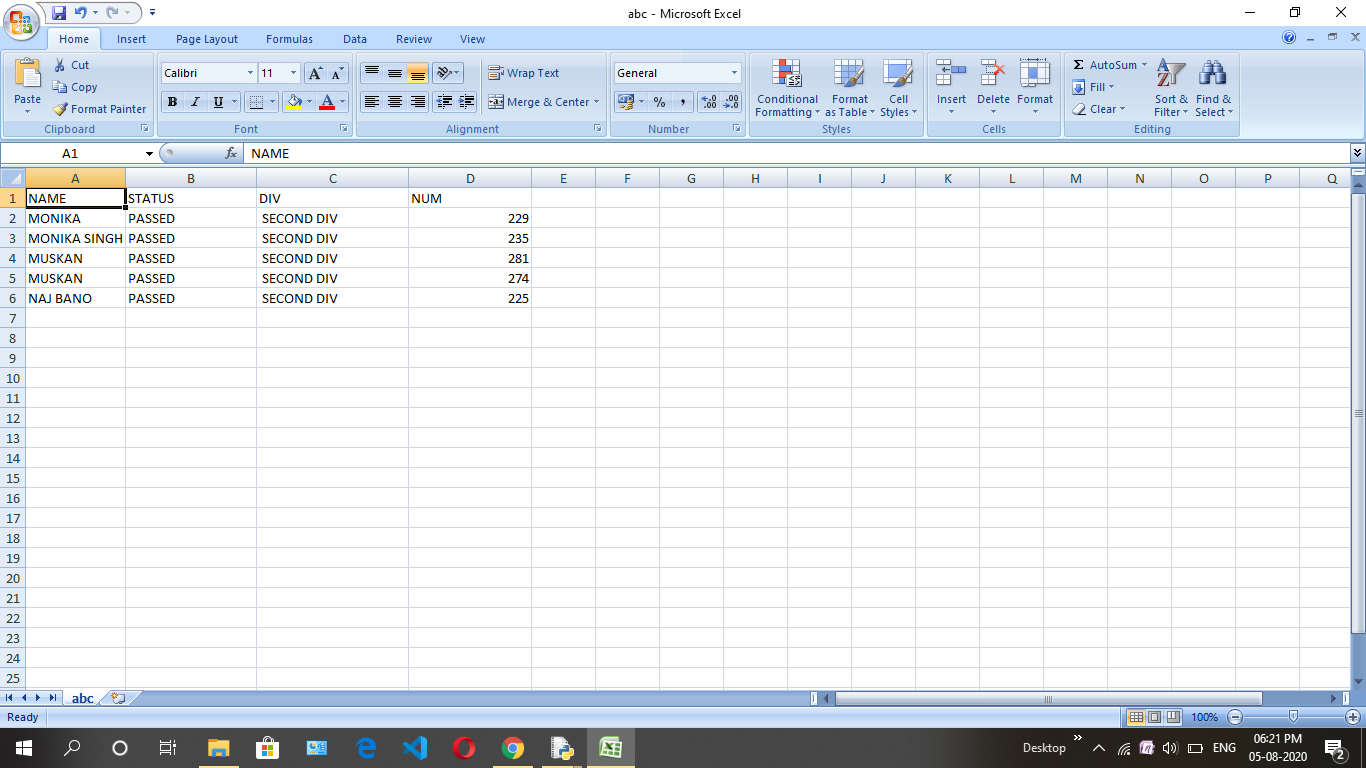 abc - Microsoft Excel
Home Insert Page Layout Formulas Data Review View
Paste
Cut
Copy
Format Painter
Clipboard
Calibri 11
B I U
A A
A
Font
Wrap Text
Merge & Center
Alignment
General
% , .0 .00 .00 .0
Number
Conditional Formatting
Format as Table
Cell Styles
Styles
Insert Delete Format
Cells
Σ AutoSum
Fill
Clear
Sort & Filter
Find & Select
Editing
A1 fx NAME
A B C D E F G H I J K L M N O P Q
1 NAME STATUS DIV NUM
2 MONIKA PASSED SECOND DIV 229
3 MONIKA SINGH PASSED SECOND DIV 235
4 MUSKAN PASSED SECOND DIV 281
5 MUSKAN PASSED SECOND DIV 274
6 NAJ BANO PASSED SECOND DIV 225
7
8
9
10
11
12
13
14
15
16
17
18
19
20
21
22
23
24
25
abc
Ready 100%
Desktop ENG 06:21 PM
05-08-2020 2